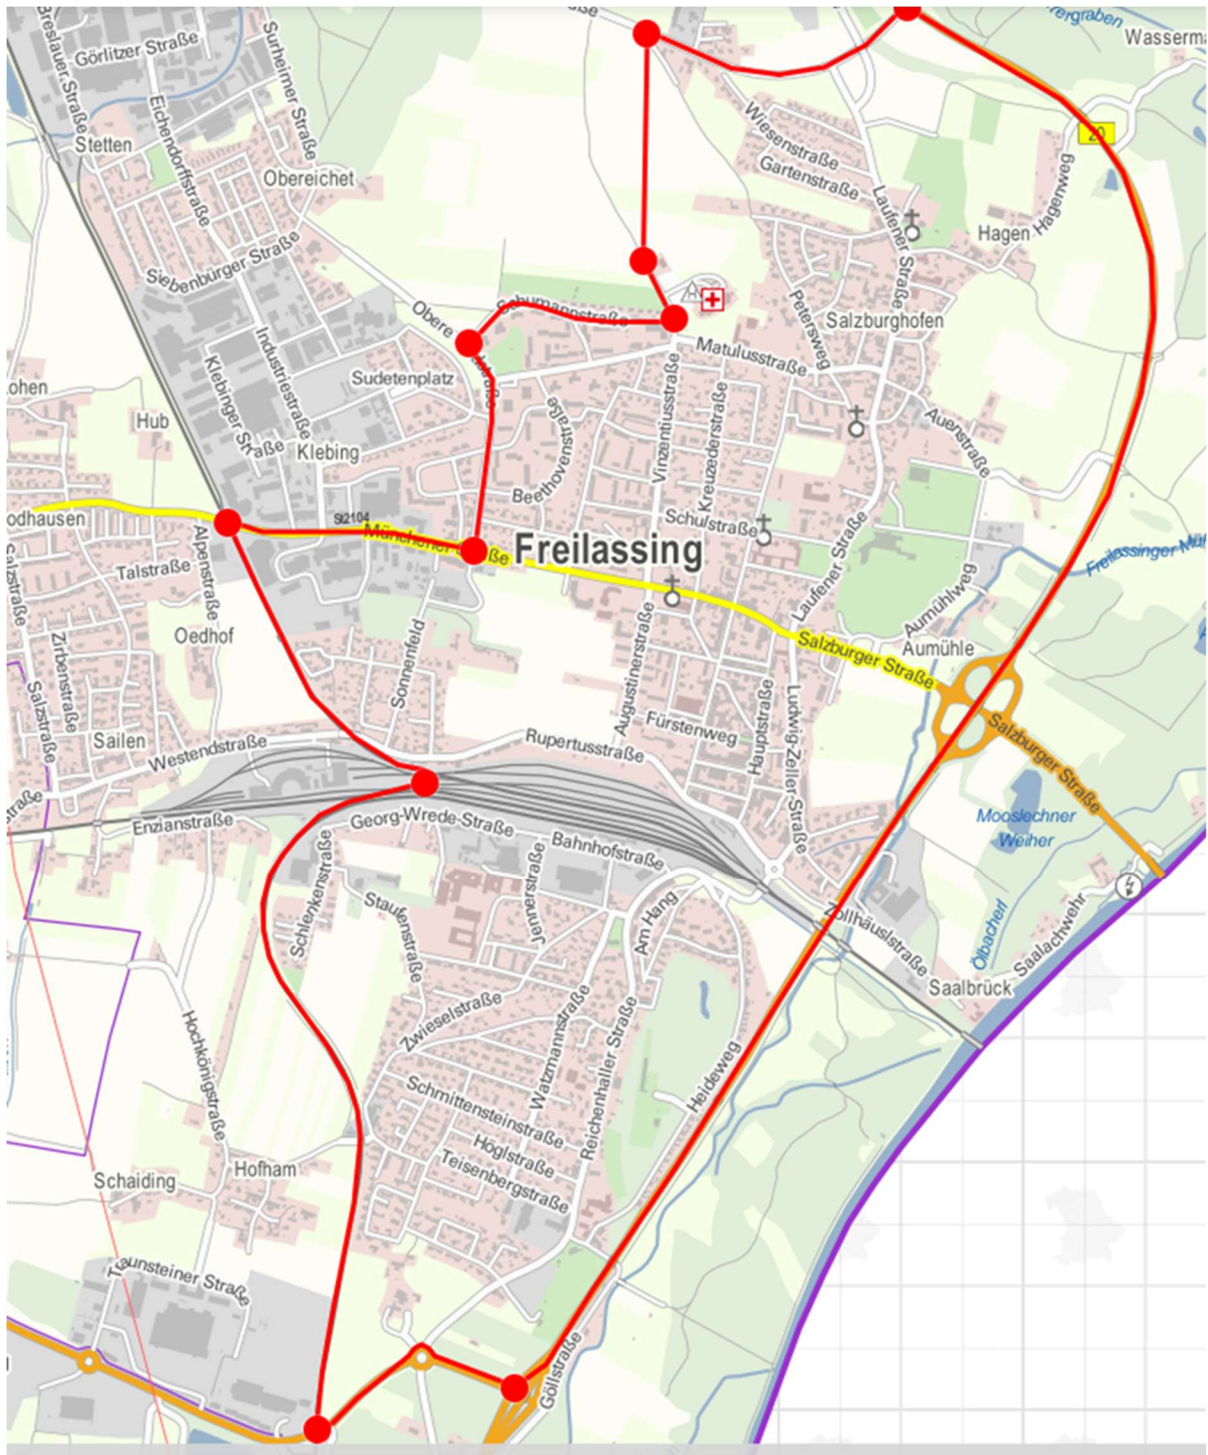 Breslauer Straße
Görlitzer Straße
Surheimer Straße
Eichendorffstraße
Stetten
Obereichet
Siebenbürger Straße
Wiesenstraße
Gartenstraße
20
Wasserma
Laufener Straße
Hagen
Hagenweg
Schumannstraße
Obere
Petersweg
Salzburghofen
Industriestraße
Klebinger Straße
Sudetenplatz
Matulusstraße
Hub
Klebing
Beethovenstraße
Vinzentiusstraße
Kreuzederstraße
Auenstraße
Schulstraße
St2104
Münchener Straße
Freilassing
Laufener Straße
Alpenstraße
Talstraße
Salzstraße
Zirbenstraße
Oedhof
Sonnenfeld
Augustinerstraße
Aumühlweg
Aumühle
Salzburger Straße
Salzburger Straße
Salzstraße
Sailen
Westendstraße
Rupertusstraße
Fürstenweg
Hauptstraße
Ludwig-Zeller-Straße
Mooslechner
Weiher
Enzianstraße
Georg-Wrede-Straße
Bahnhofstraße
Schlenkenstraße
Staufenstraße
Jennerstraße
Am Hang
Zollhäuslstraße
Ölbacherl
Saalachwehr
Saalbrück
Zwieselstraße
Watzmannstraße
Reichenhaller Straße
Heideweg
Hochkönigstraße
Schmittensteinstraße
Höglstraße
Teisenbergstraße
Hofham
Schaiding
Traunsteiner Straße
Göllstraße